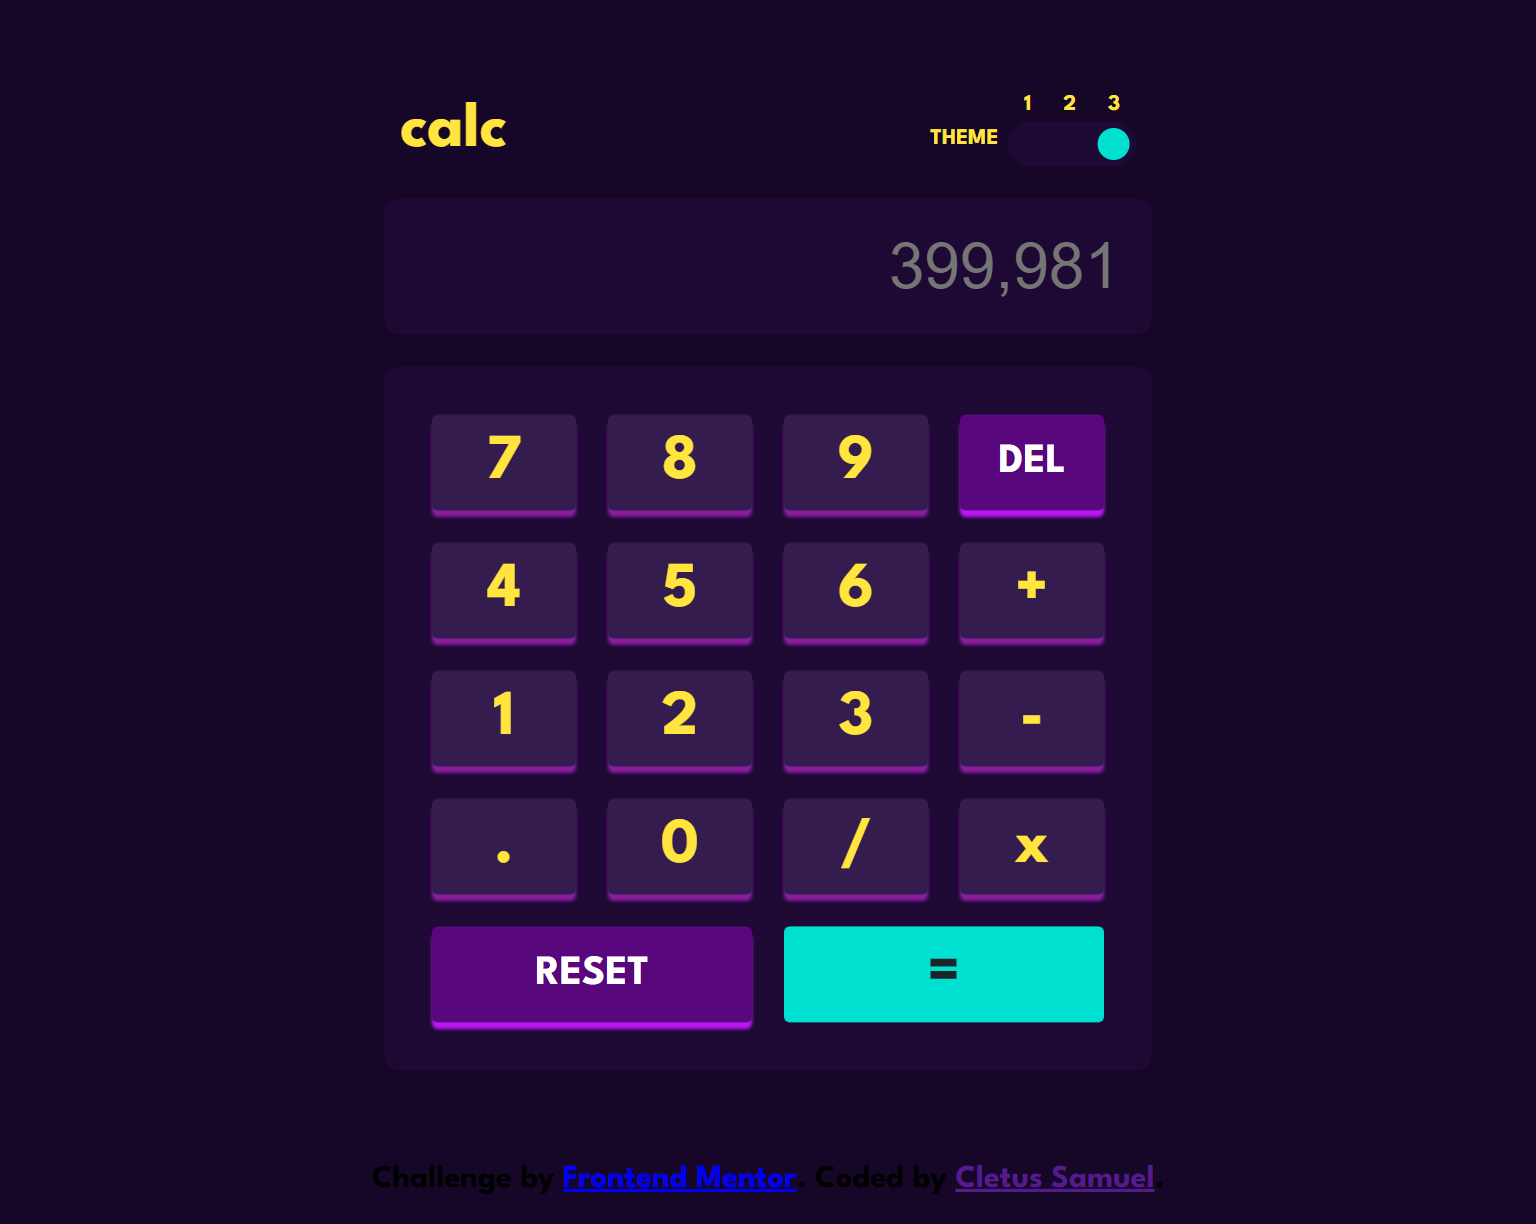 calc
1 2 3
THEME
399,981
7 8 9 DEL
4 5 6 +
1 2 3 -
. 0 / x
RESET =
Challenge by Frontend Mentor. Coded by Cletus Samuel.